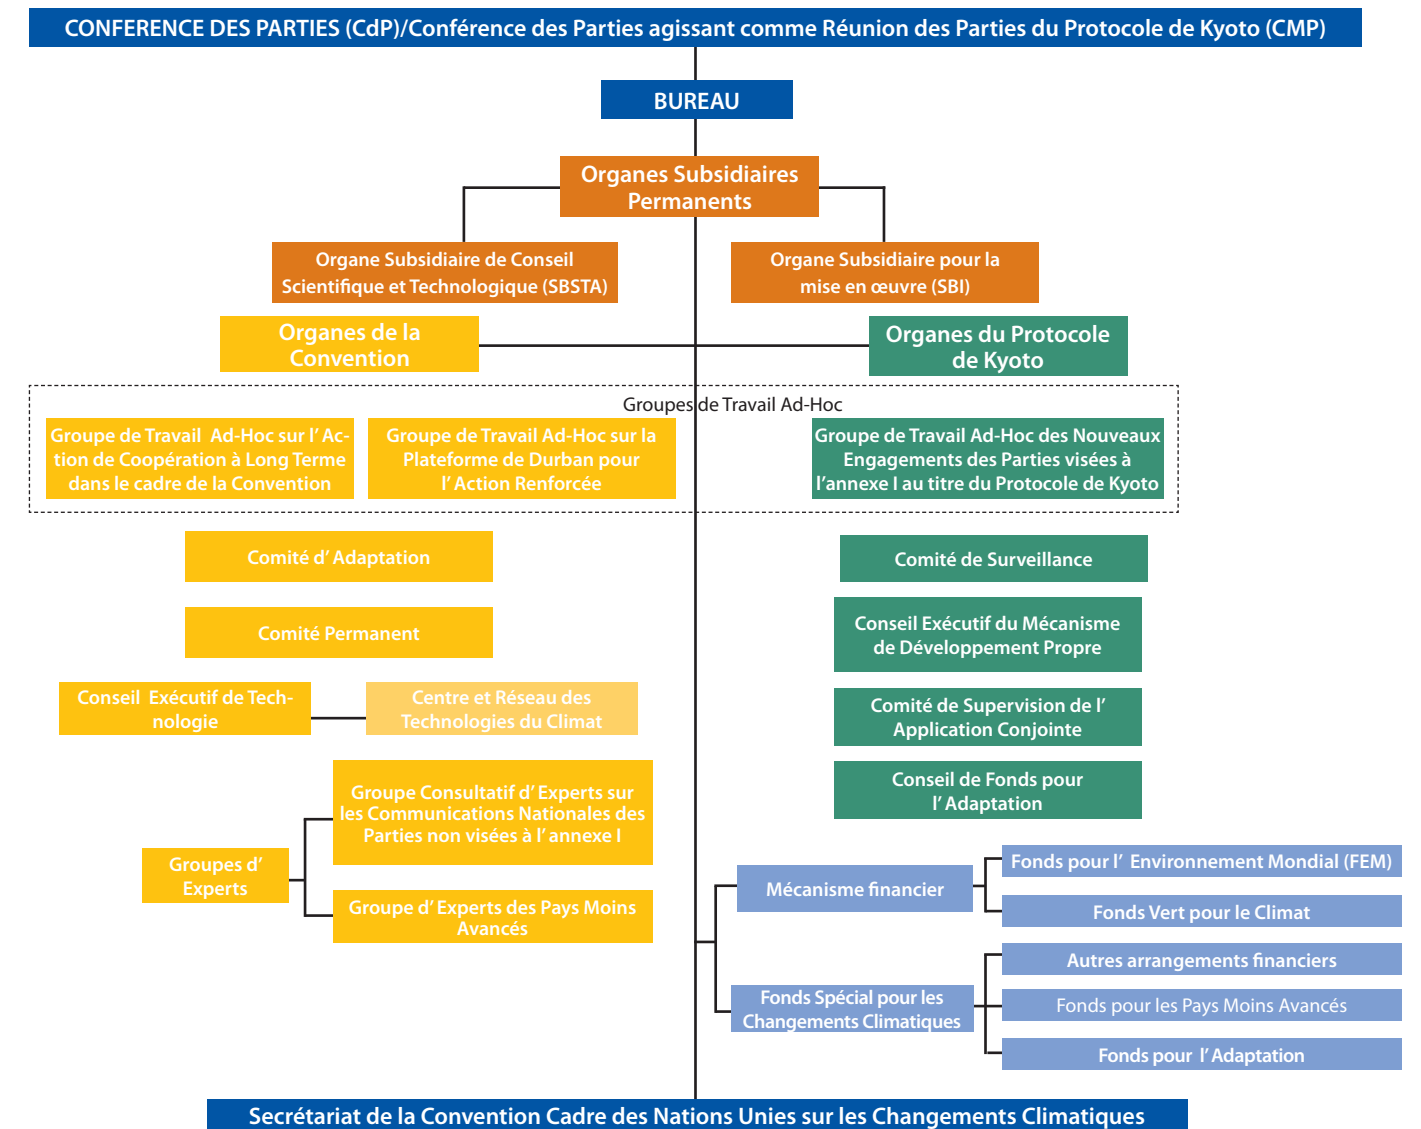 CONFERENCE DES PARTIES (CdP)/Conférence des Parties agissant comme Réunion des Parties du Protocole de Kyoto (CMP)
BUREAU
Organes Subsidiaires
Permanents
Organe Subsidiaire de Conseil
Scientifique et Technologique (SBSTA)
Organe Subsidiaire pour la
mise en œuvre (SBI)
Organes de la
Convention
Organes du Protocole
de Kyoto
Groupes de Travail Ad-Hoc
Groupe de Travail Ad-Hoc sur l’ Ac-
tion de Coopération à Long Terme
dans le cadre de la Convention
Groupe de Travail Ad-Hoc sur la
Plateforme de Durban pour
l’ Action Renforcée
Groupe de Travail Ad-Hoc des Nouveaux
Engagements des Parties visées à
l’annexe I au titre du Protocole de Kyoto
Comité d’ Adaptation
Comité de Surveillance
Comité Permanent
Conseil Exécutif du Mécanisme
de Développement Propre
Conseil Exécutif de Tech-
nologie
Centre et Réseau des
Technologies du Climat
Comité de Supervision de l’
Application Conjointe
Conseil de Fonds pour
l’ Adaptation
Groupes d’
Experts
Groupe Consultatif d’ Experts sur
les Communications Nationales des
Parties non visées à l’ annexe I
Groupe d’ Experts des Pays Moins
Avancés
Mécanisme financier
Fonds pour l’ Environnement Mondial (FEM)
Fonds Vert pour le Climat
Fonds Spécial pour les
Changements Climatiques
Autres arrangements financiers
Fonds pour les Pays Moins Avancés
Fonds pour l’ Adaptation
Secrétariat de la Convention Cadre des Nations Unies sur les Changements Climatiques